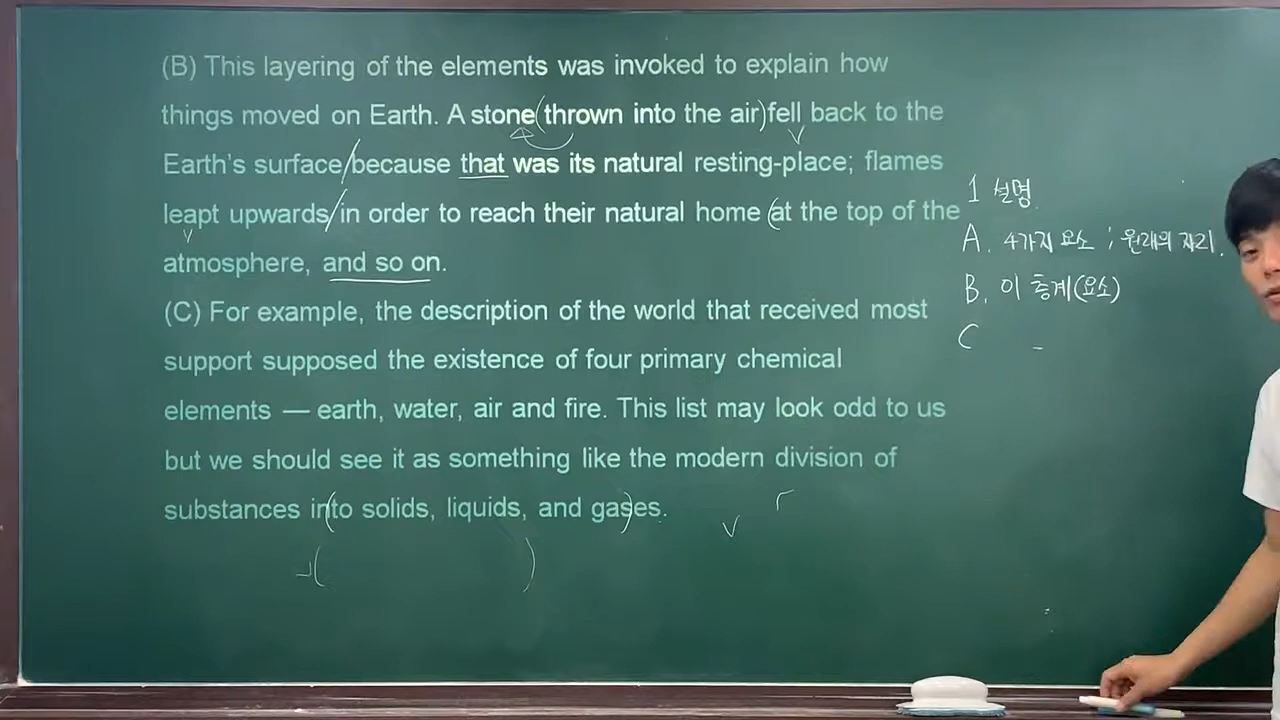 (B) This layering of the elements was invoked to explain how
things moved on Earth. A stone (thrown into the air) fell back to the
V
Earth's surface / because that was its natural resting-place; flames
leapt upwards / in order to reach their natural home (at the top of the
V
atmosphere, and so on.
(C) For example, the description of the world that received most
support supposed the existence of four primary chemical
elements — earth, water, air and fire. This list may look odd to us
but we should see it as something like the modern division of
substances in(to solids, liquids, and gas)es.
V
( )
1 설명
A. 4가지 요소 ; 원래의 자리.
B. 이 층계(요소)
C -